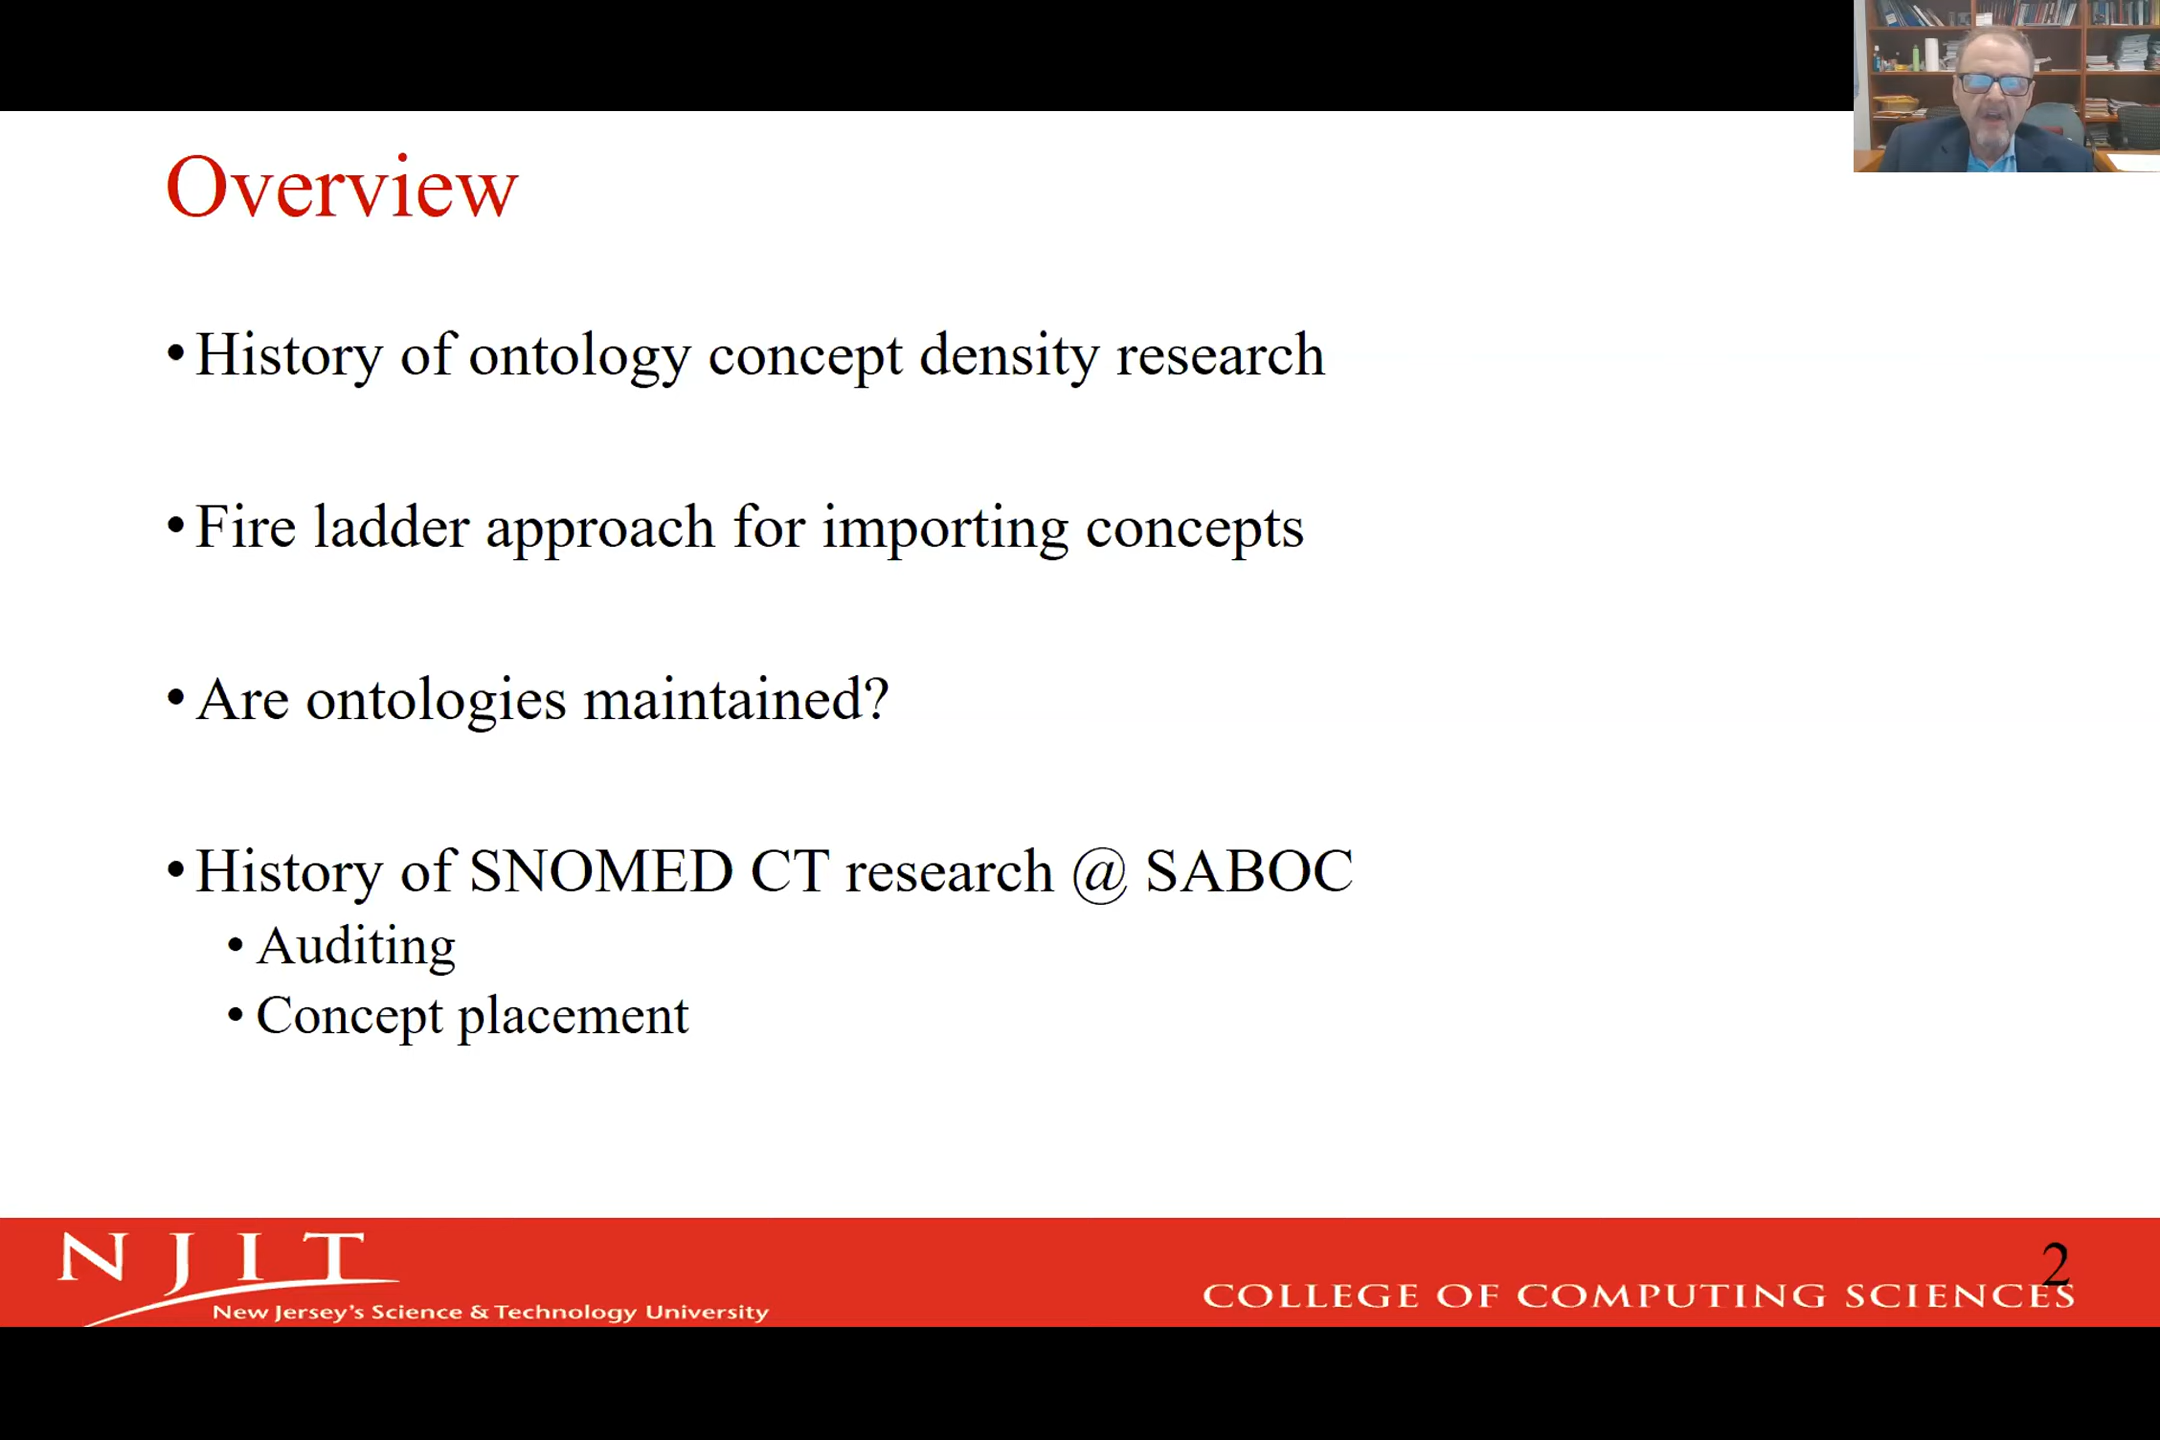 Overview
• History of ontology concept density research
• Fire ladder approach for importing concepts
• Are ontologies maintained?
• History of SNOMED CT research @ SABOC
• Auditing
• Concept placement
NJIT
New Jersey's Science & Technology University
2
COLLEGE OF COMPUTING SCIENCES